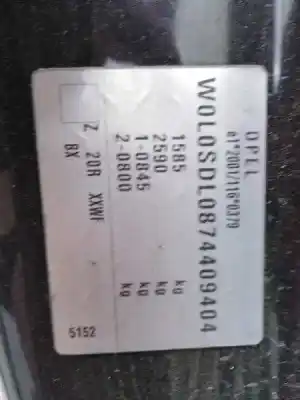 OPEL
e1*2001/116*0379
W0L0SDL0874409404
1585 kg
2590 kg
1-0845 kg
2-0800 kg
Z 20R XXWF
BX
5152